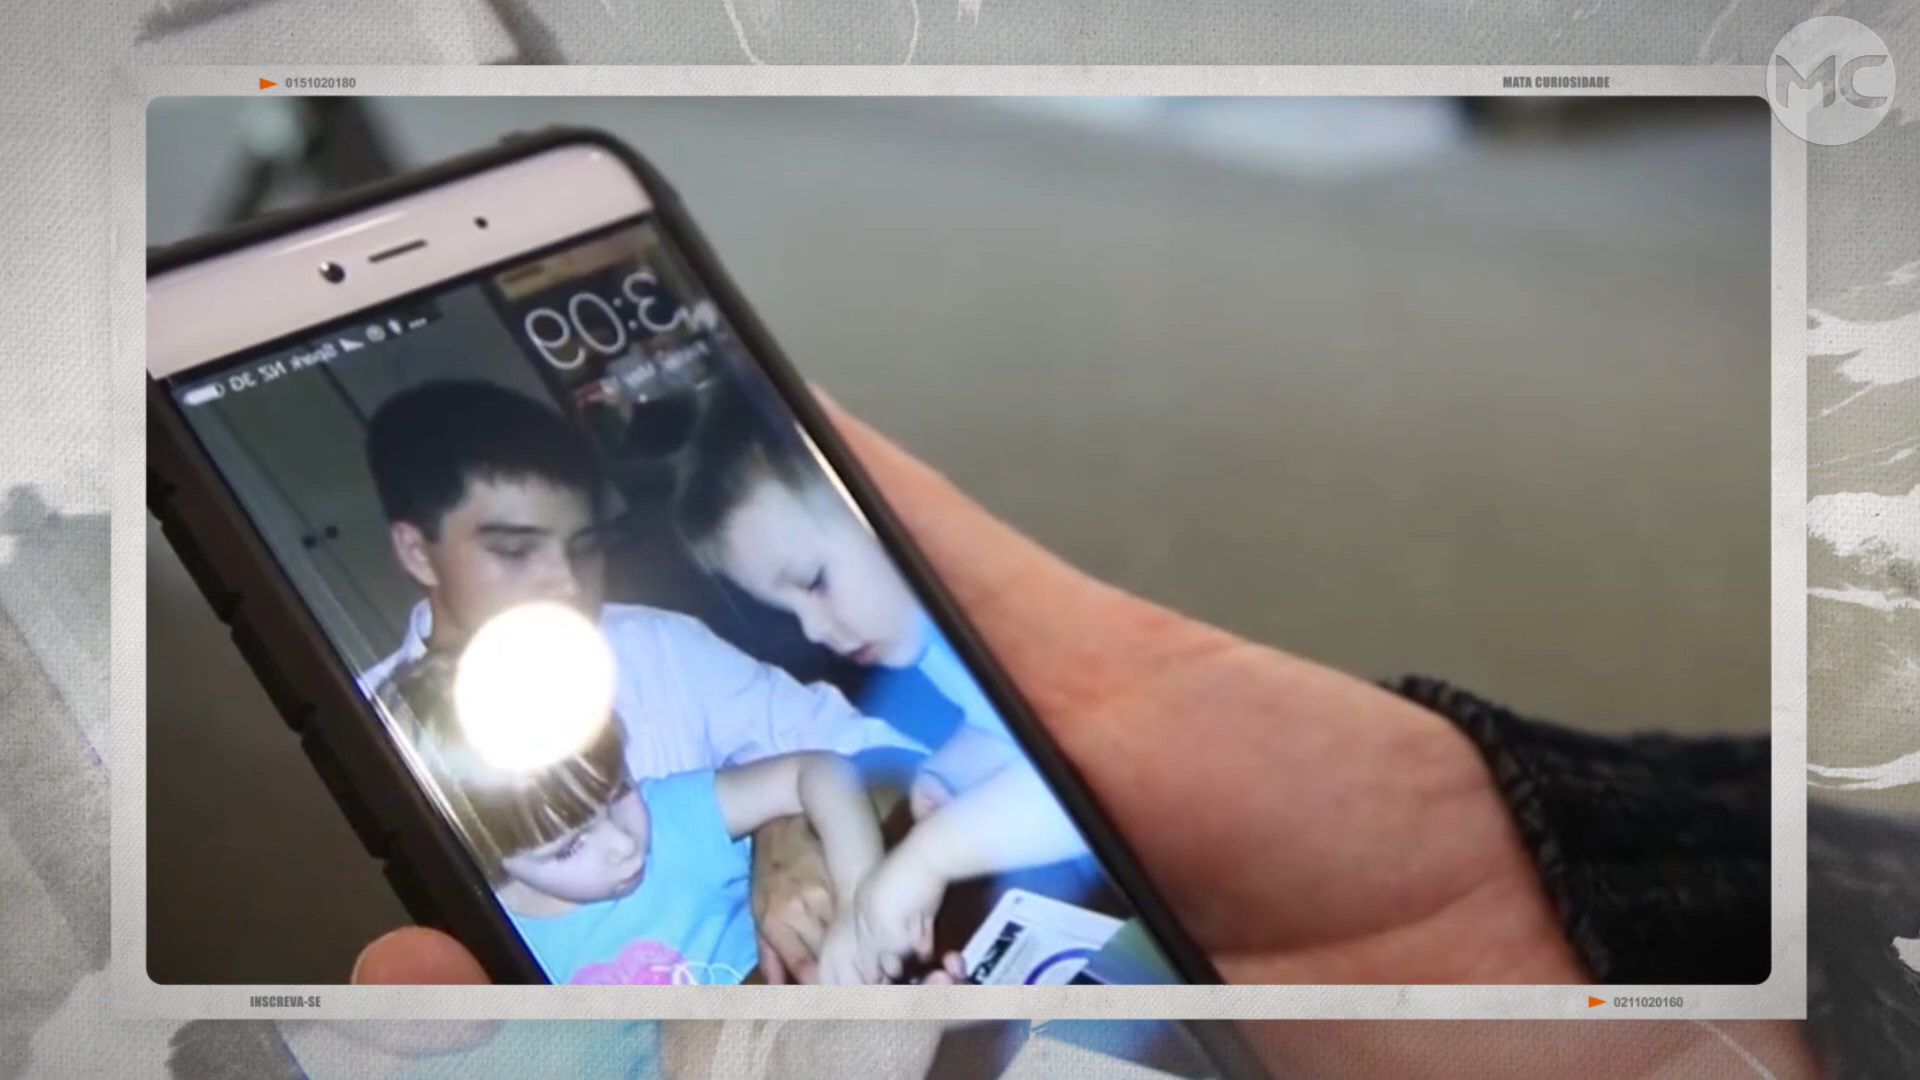 0151020180
MATA CURIOSIDADE
MC
3:09
Spark NZ 3G
INSCREVA-SE
0211020160